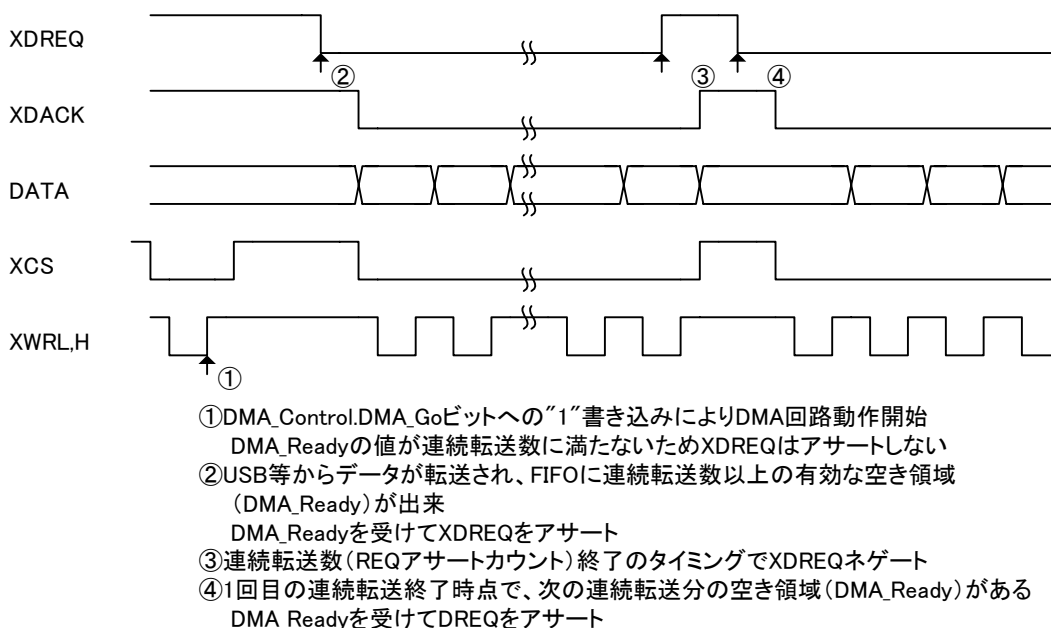 XDREQ
②
③
④
XDACK
DATA
XCS
XWRL,H
①
①DMA_Control.DMA_Goビットへの"1"書き込みによりDMA回路動作開始
DMA_Readyの値が連続転送数に満たないためXDREQはアサートしない
②USB等からデータが転送され、FIFOに連続転送数以上の有効な空き領域
(DMA_Ready)が出来
DMA_Readyを受けてXDREQをアサート
③連続転送数(REQアサートカウント)終了のタイミングでXDREQネゲート
④1回目の連続転送終了時点で、次の連続転送分の空き領域(DMA_Ready)がある
DMA_Readyを受けてDREQをアサート